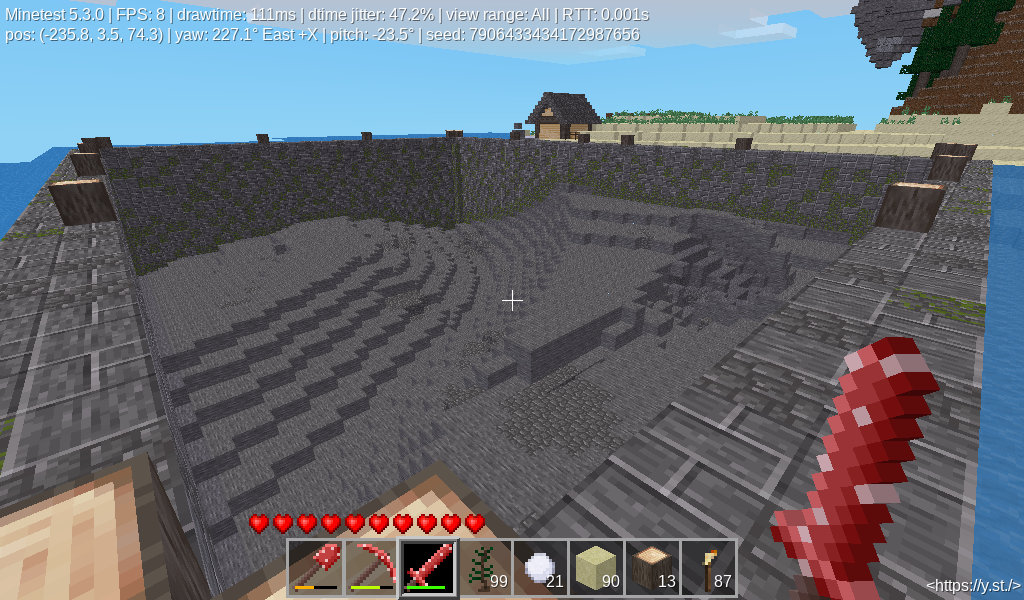 Minetest 5.3.0 | FPS: 8 | drawtime: 111ms | dtime jitter: 47.2% | view range: All | RTT: 0.001s
pos: (-235.8, 3.5, 74.3) | yaw: 227.1° East +X | pitch: -23.5° | seed: 7906433434172987656
99 21 90 13 87
<https://y.st./>